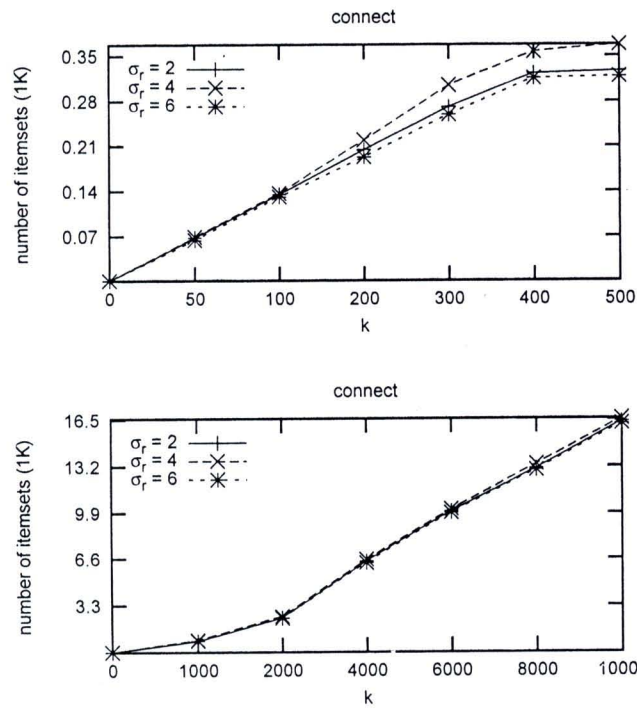 connect
number of itemsets (1K)
0.35
0.28
0.21
0.14
0.07
σr = 2
σr = 4
σr = 6
0 50 100 200 300 400 500
k
connect
number of itemsets (1K)
16.5
13.2
9.9
6.6
3.3
σr = 2
σr = 4
σr = 6
0 1000 2000 4000 6000 8000 1000
k